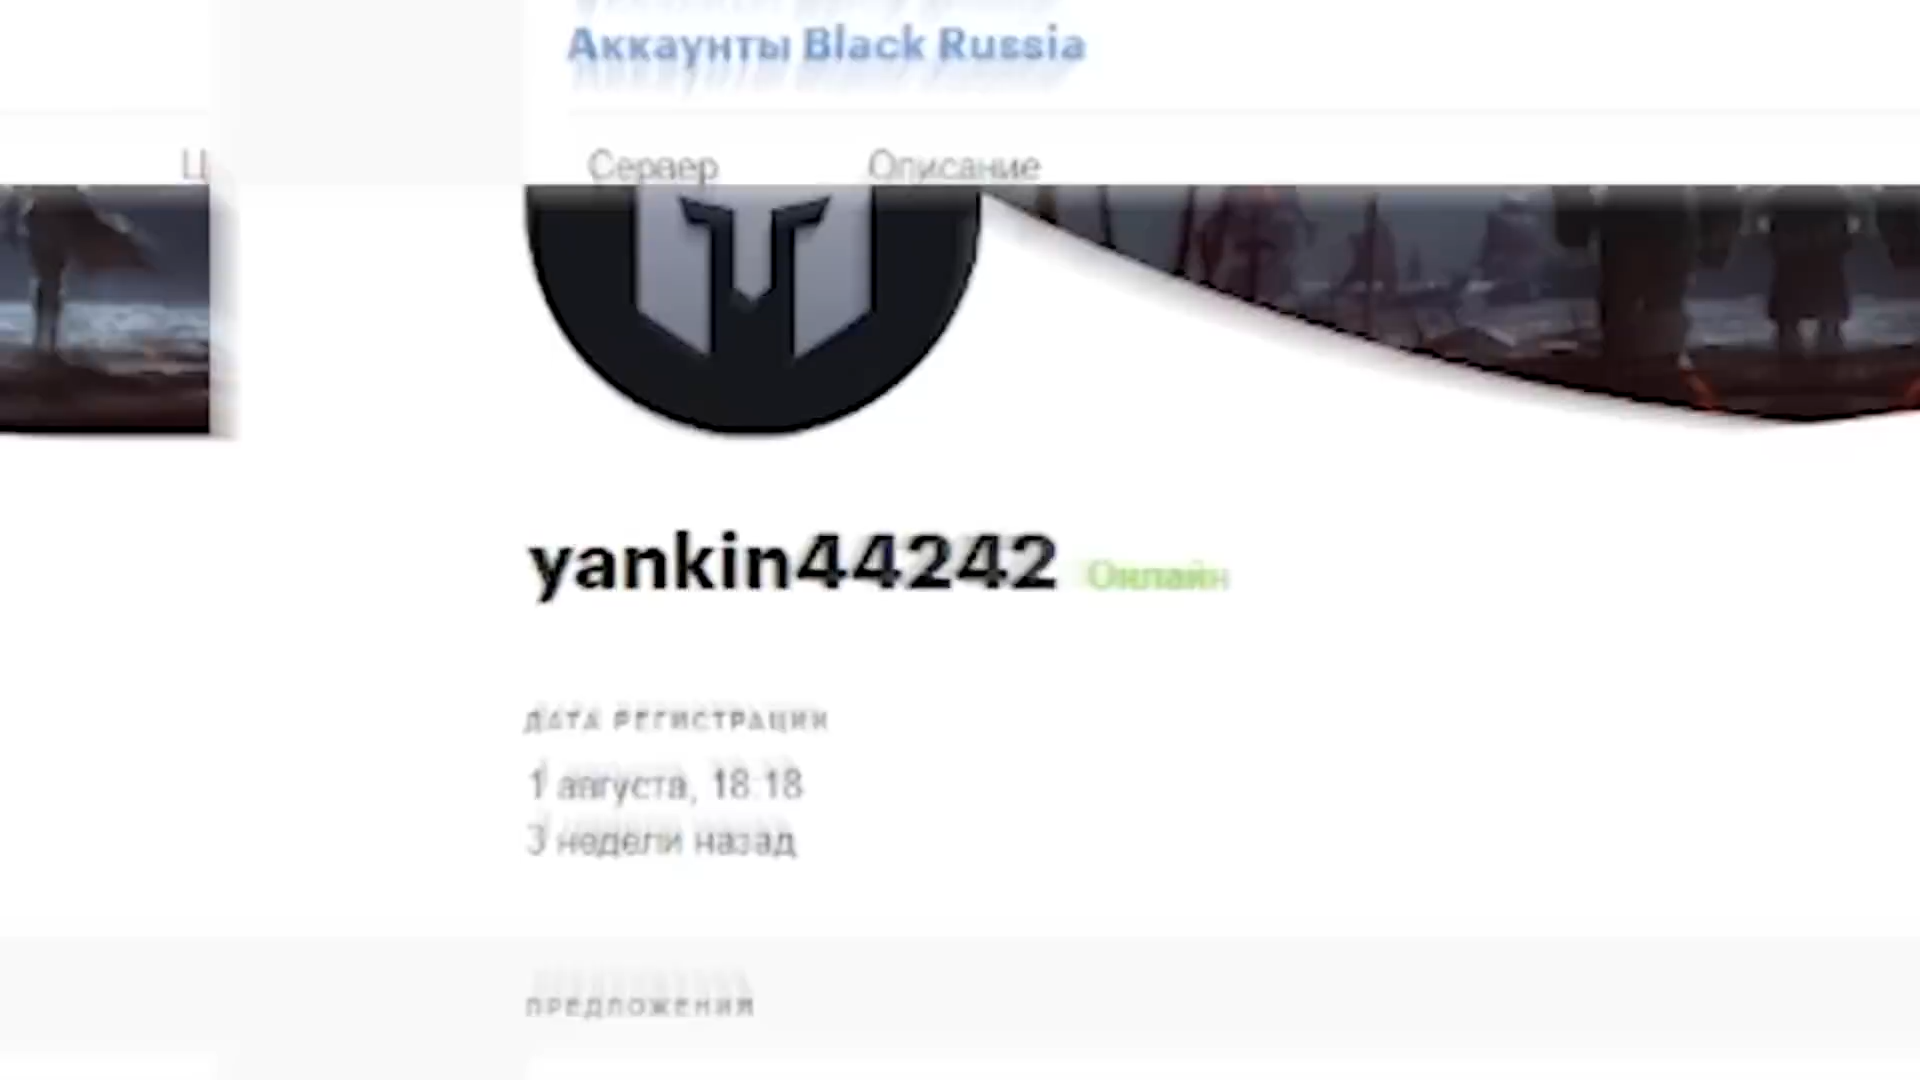 Аккаунты Black Russia
Ц
Сервер Описание
yankin44242 Онлайн
ДАТА РЕГИСТРАЦИИ
1 августа, 18:18
3 недели назад
ПРЕДЛОЖЕНИЯ